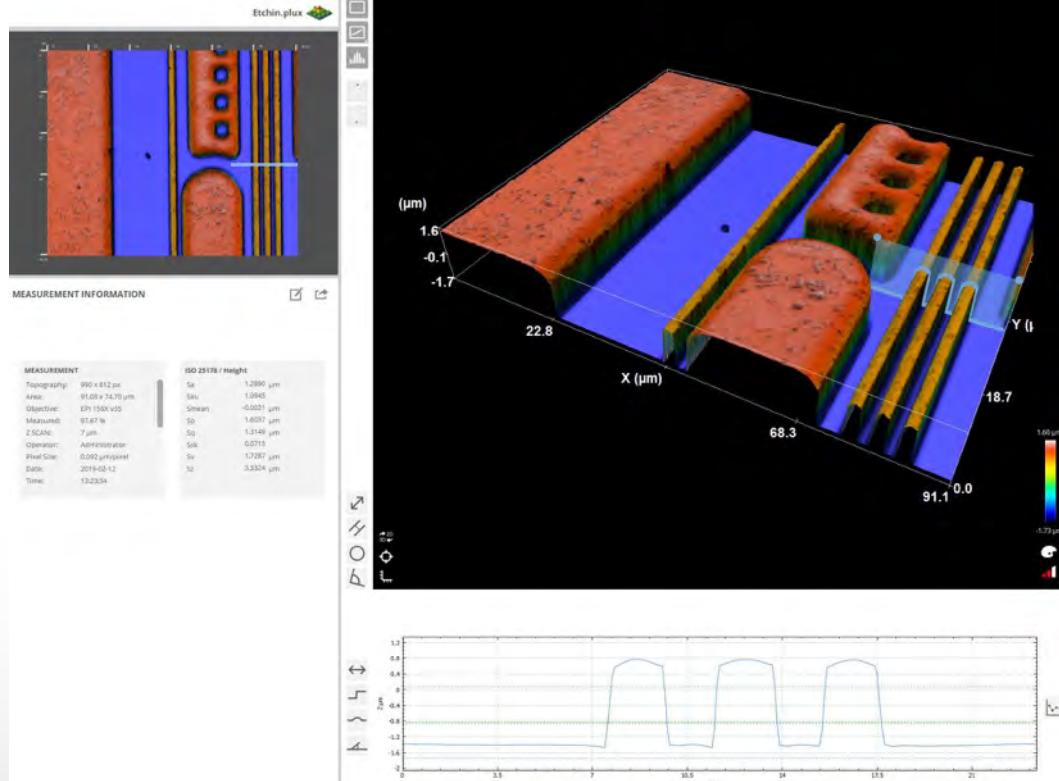 Etchin.plux
MEASUREMENT INFORMATION
MEASUREMENT
Topography: 990 x 812 px
Area: 91.08 x 74.70 µm
Objective: EPI 150X v35
Measured: 97.67 %
Z SCAN: 7 µm
Operator: Administrator
Pixel Size: 0.092 µm/pixel
Date: 2019-02-12
Time: 13:23:54
ISO 25178 / Height
Sa 1.2890 µm
Sku 1.0945
Smean -0.0021 µm
Sp 1.6037 µm
Sq 1.3149 µm
Ssk 0.0715
Sv 1.7287 µm
Sz 3.3324 µm
(µm)
1.6
-0.1
-1.7
22.8
X (µm)
68.3
91.1
0.0
18.7
Y (µ
1.60 µm
-1.73 µm
1.2
0.8
0.4
0
-0.4
-0.8
-1.2
-1.6
-2
Z µm
0
3.5
7
10.5
14
17.5
21